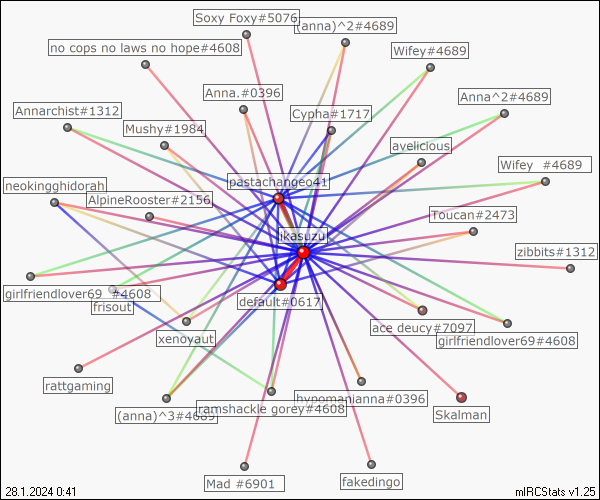 Soxy Foxy#5076
(anna)^2#4689
no cops no laws no hope#4608
Wifey#4689
Anna.#0396
Anna^2#4689
Annarchist#1312
Cypha#1717
Mushy#1984
avelicious
Wifey #4689
pastachangeo41
neokingghidorah
AlpineRooster#2156
Toucan#2473
ikasuzu
zibbits#1312
girlfriendlover69 #4608
default#0617
frisout
ace deucy#7097
xenovaut
girlfriendlover69#4608
rattgaming
hypomanianna#0396
ramshackle gorey#4608
(anna)^3#4689
Skalman
Mad #6901
fakedingo
28.1.2024 0:41
mIRCStats v1.25